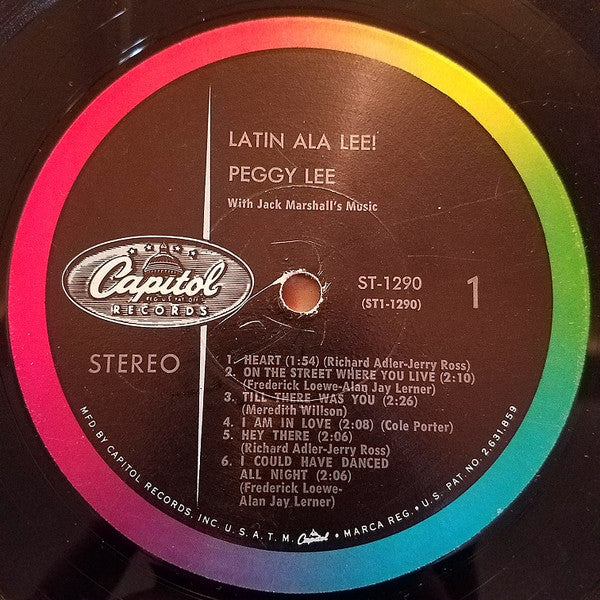 LATIN ALA LEE!
PEGGY LEE
With Jack Marshall's Music
Capitol
REG. U.S. PAT. OFF.
RECORDS
ST-1290
(ST1-1290)
1
STEREO
1. HEART (1:54) (Richard Adler-Jerry Ross)
2. ON THE STREET WHERE YOU LIVE (2:10)
(Frederick Loewe-Alan Jay Lerner)
3. TILL THERE WAS YOU (2:26)
(Meredith Willson)
4. I AM IN LOVE (2:08) (Cole Porter)
5. HEY THERE (2:06)
(Richard Adler-Jerry Ross)
6. I COULD HAVE DANCED
ALL NIGHT (2:06)
(Frederick Loewe-
Alan Jay Lerner)
MFD. BY CAPITOL RECORDS, INC. U.S.A. T.M. Capitol • MARCA REG. • U.S. PAT. NO. 2,631,859